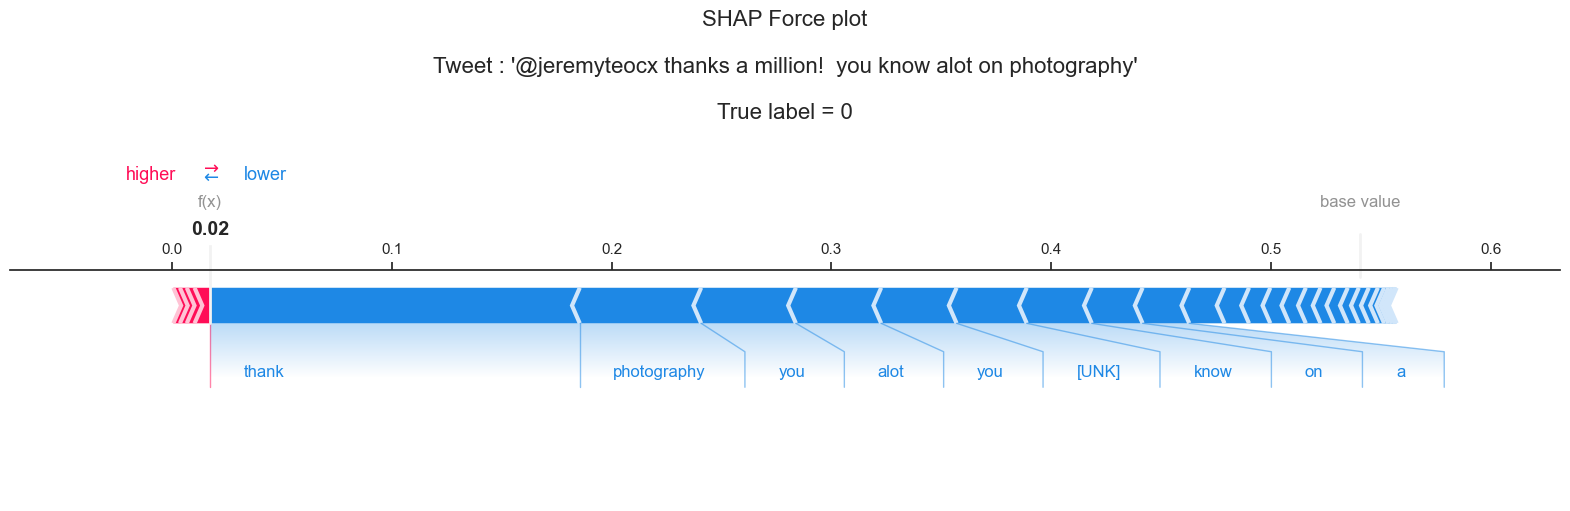 SHAP Force plot
Tweet : '@jeremyteocx thanks a million!  you know alot on photography'
True label = 0
higher ⇄ lower
f(x) base value
0.02
0.0 0.1 0.2 0.3 0.4 0.5 0.6
thank photography you alot you [UNK] know on a